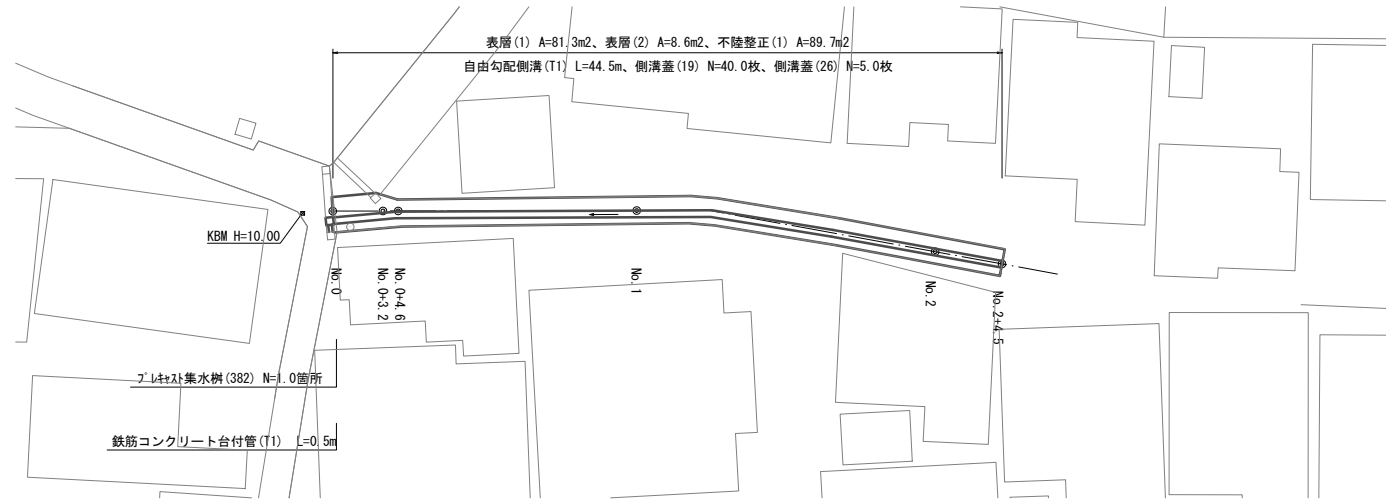 表層(1) A=81.3m2、表層(2) A=8.6m2、不陸整正(1) A=89.7m2
自由勾配側溝(T1) L=44.5m、側溝蓋(19) N=40.0枚、側溝蓋(26) N=5.0枚
KBM H=10.00
No.0
No.0+3.2
No.0+4.6
No.1
No.2
No.2+4.5
プレキャスト集水桝(382) N=1.0箇所
鉄筋コンクリート台付管(T1) L=0.5m